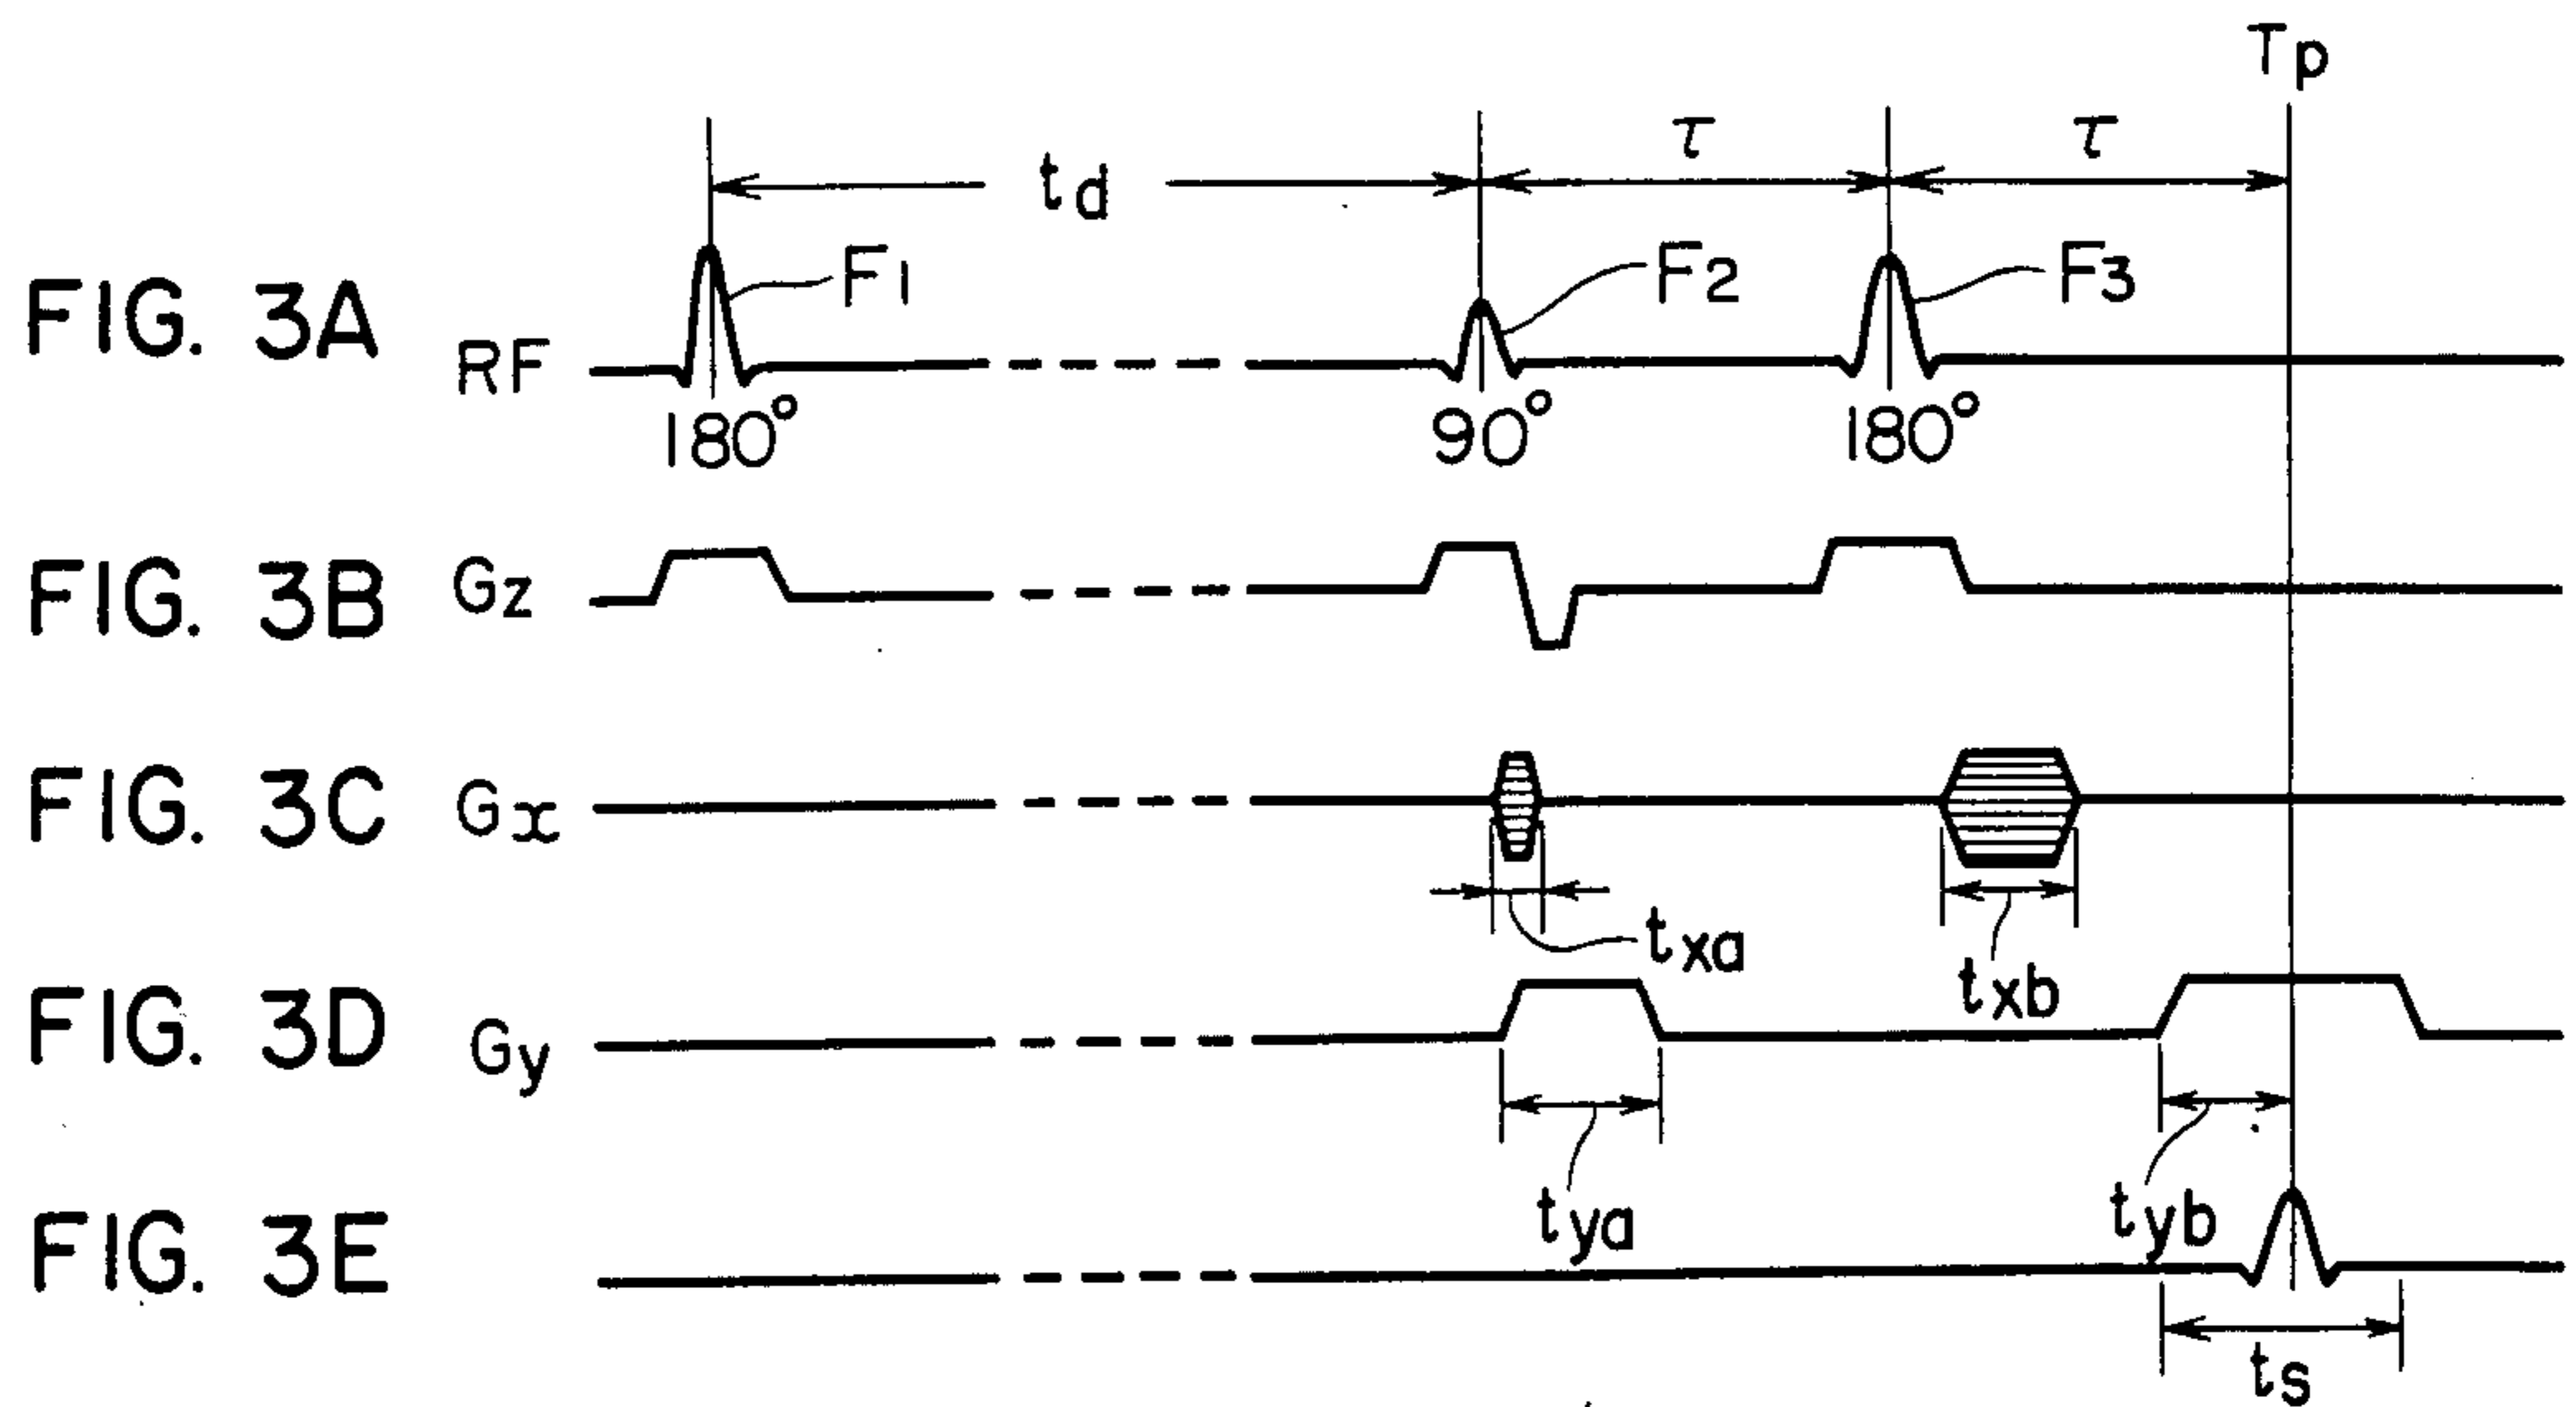 Tp
td τ τ
FIG. 3A RF F1 F2 F3
180° 90° 180°
FIG. 3B Gz
FIG. 3C Gx
txa txb
FIG. 3D Gy
tya tyb
FIG. 3E
ts